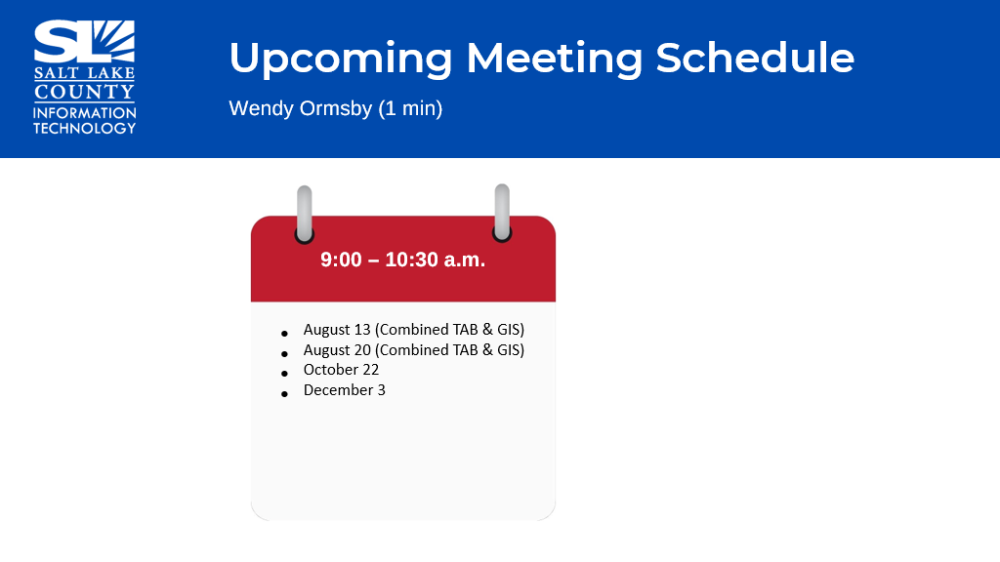 SL
SALT LAKE
COUNTY
INFORMATION
TECHNOLOGY
Upcoming Meeting Schedule
Wendy Ormsby (1 min)
9:00 – 10:30 a.m.
• August 13 (Combined TAB & GIS)
• August 20 (Combined TAB & GIS)
• October 22
• December 3